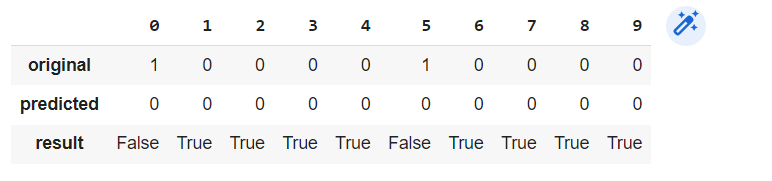 0 1 2 3 4 5 6 7 8 9
original 1 0 0 0 0 1 0 0 0 0
predicted 0 0 0 0 0 0 0 0 0 0
result False True True True True False True True True True